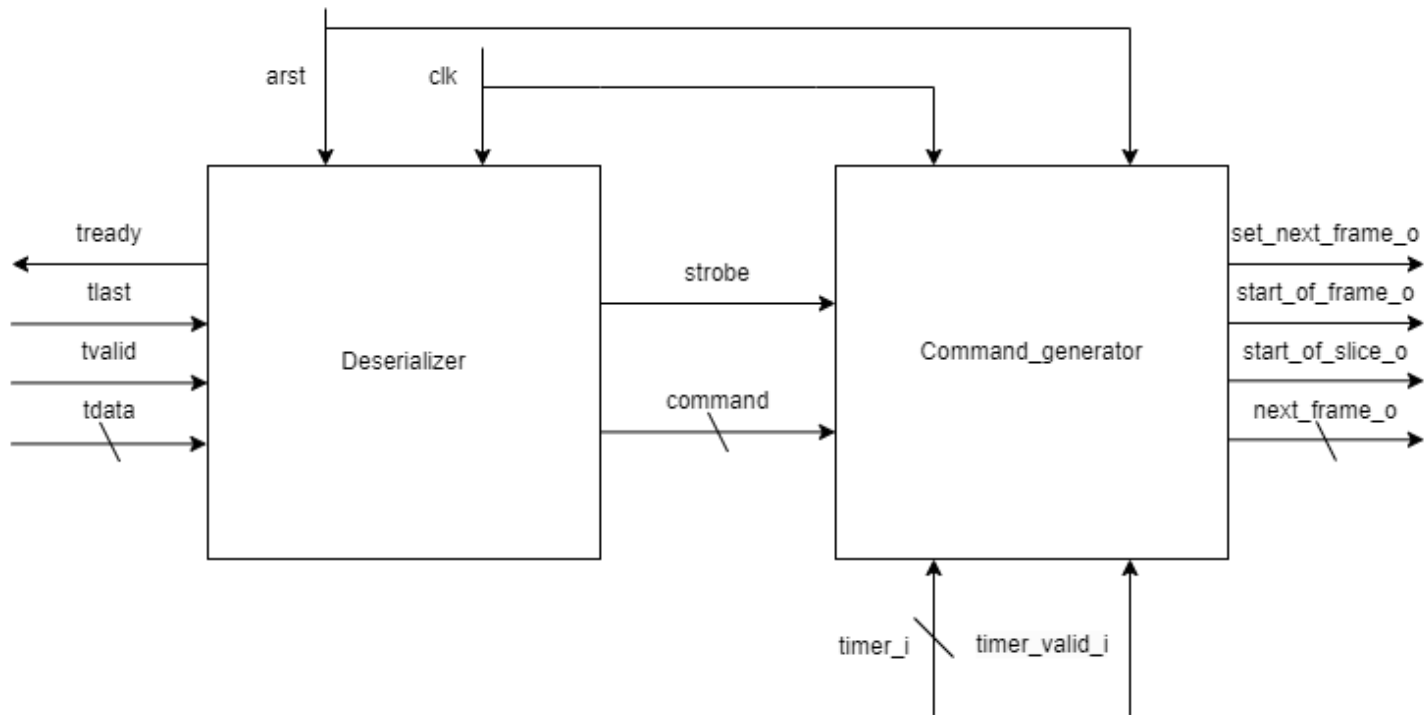 arst
clk
tready
tlast
tvalid
tdata
Deserializer
strobe
command
Command_generator
set_next_frame_o
start_of_frame_o
start_of_slice_o
next_frame_o
timer_i
timer_valid_i